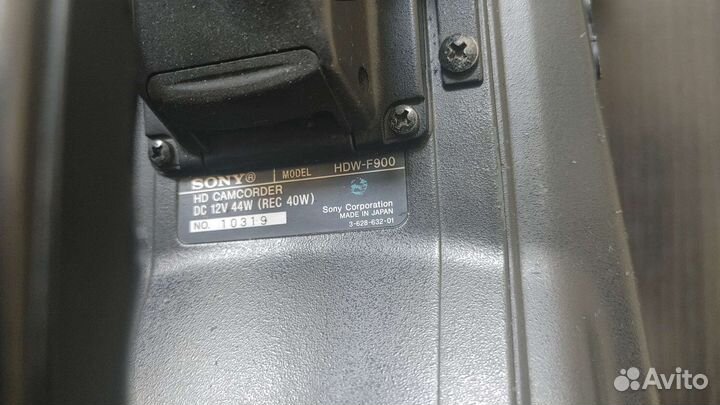 SONY® MODEL HDW-F900
HD CAMCORDER
DC 12V 44W (REC 40W)
NO. 10319
Sony Corporation
MADE IN JAPAN
3-628-632-01
Avito